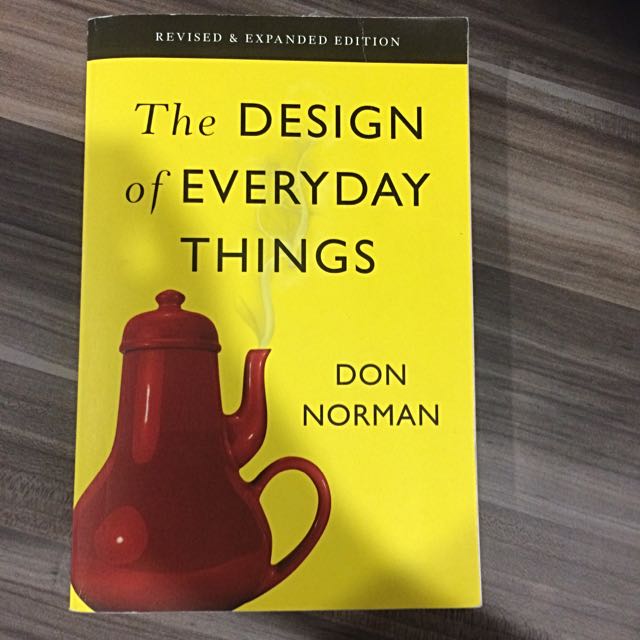 REVISED & EXPANDED EDITION
The DESIGN
of EVERYDAY
THINGS
DON
NORMAN